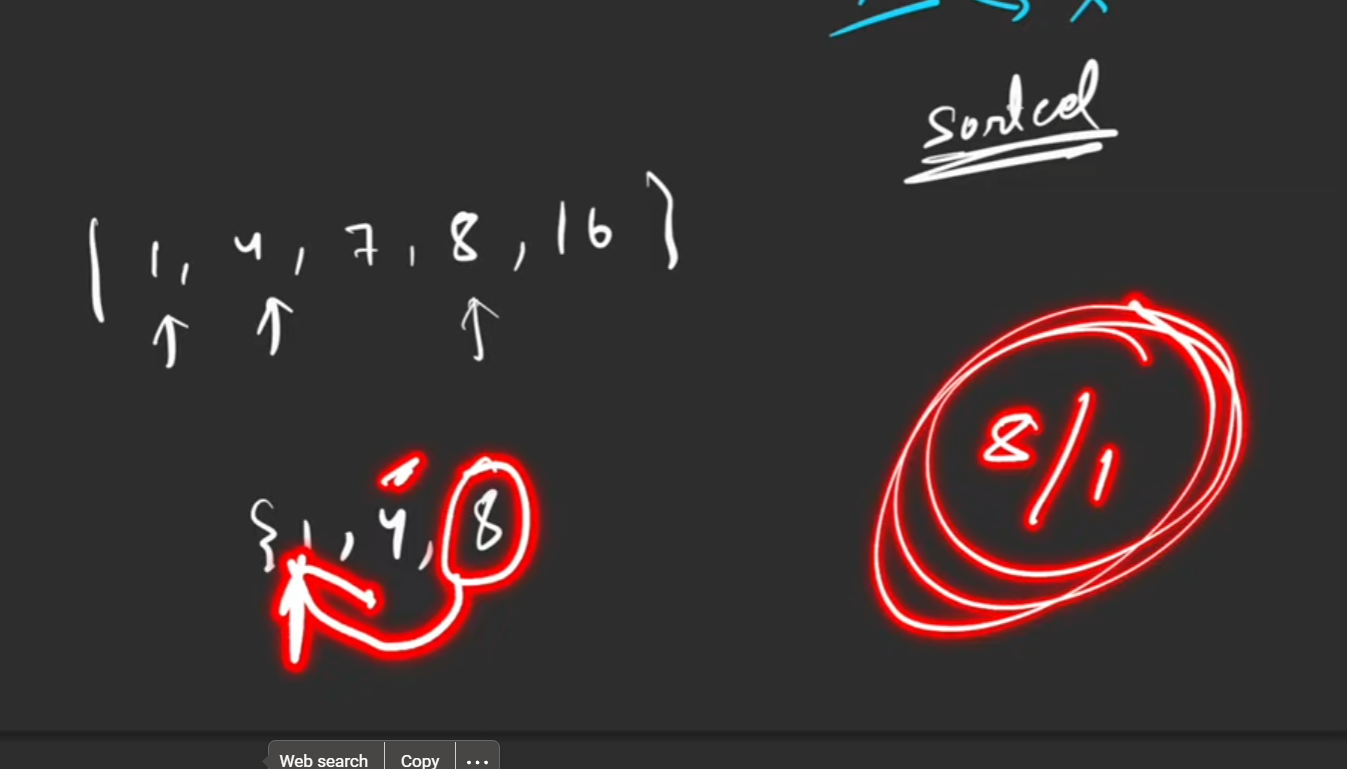 sorted
[ 1, 4, 7, 8, 16 ]
{ 1, 4, 8
8/1
Web search Copy ...